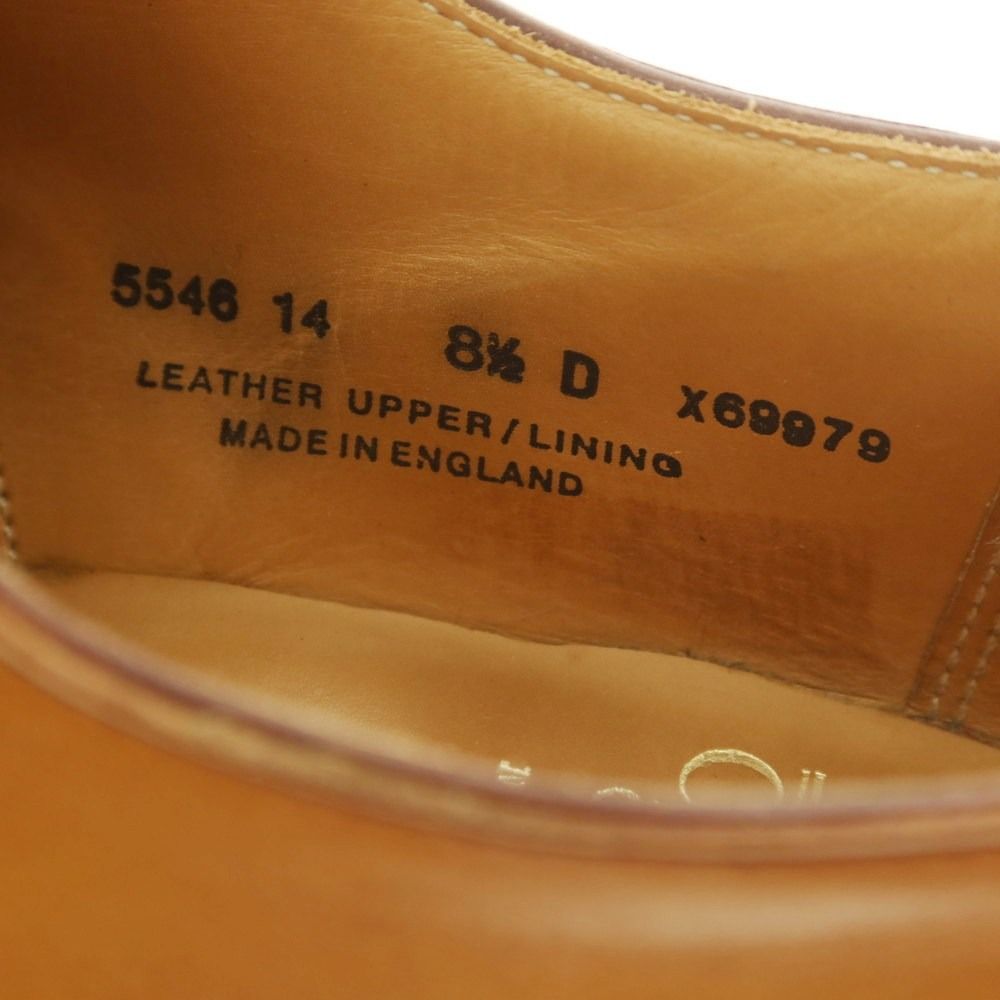 5546 14 8½ D X69979
LEATHER UPPER/LINING
MADE IN ENGLAND